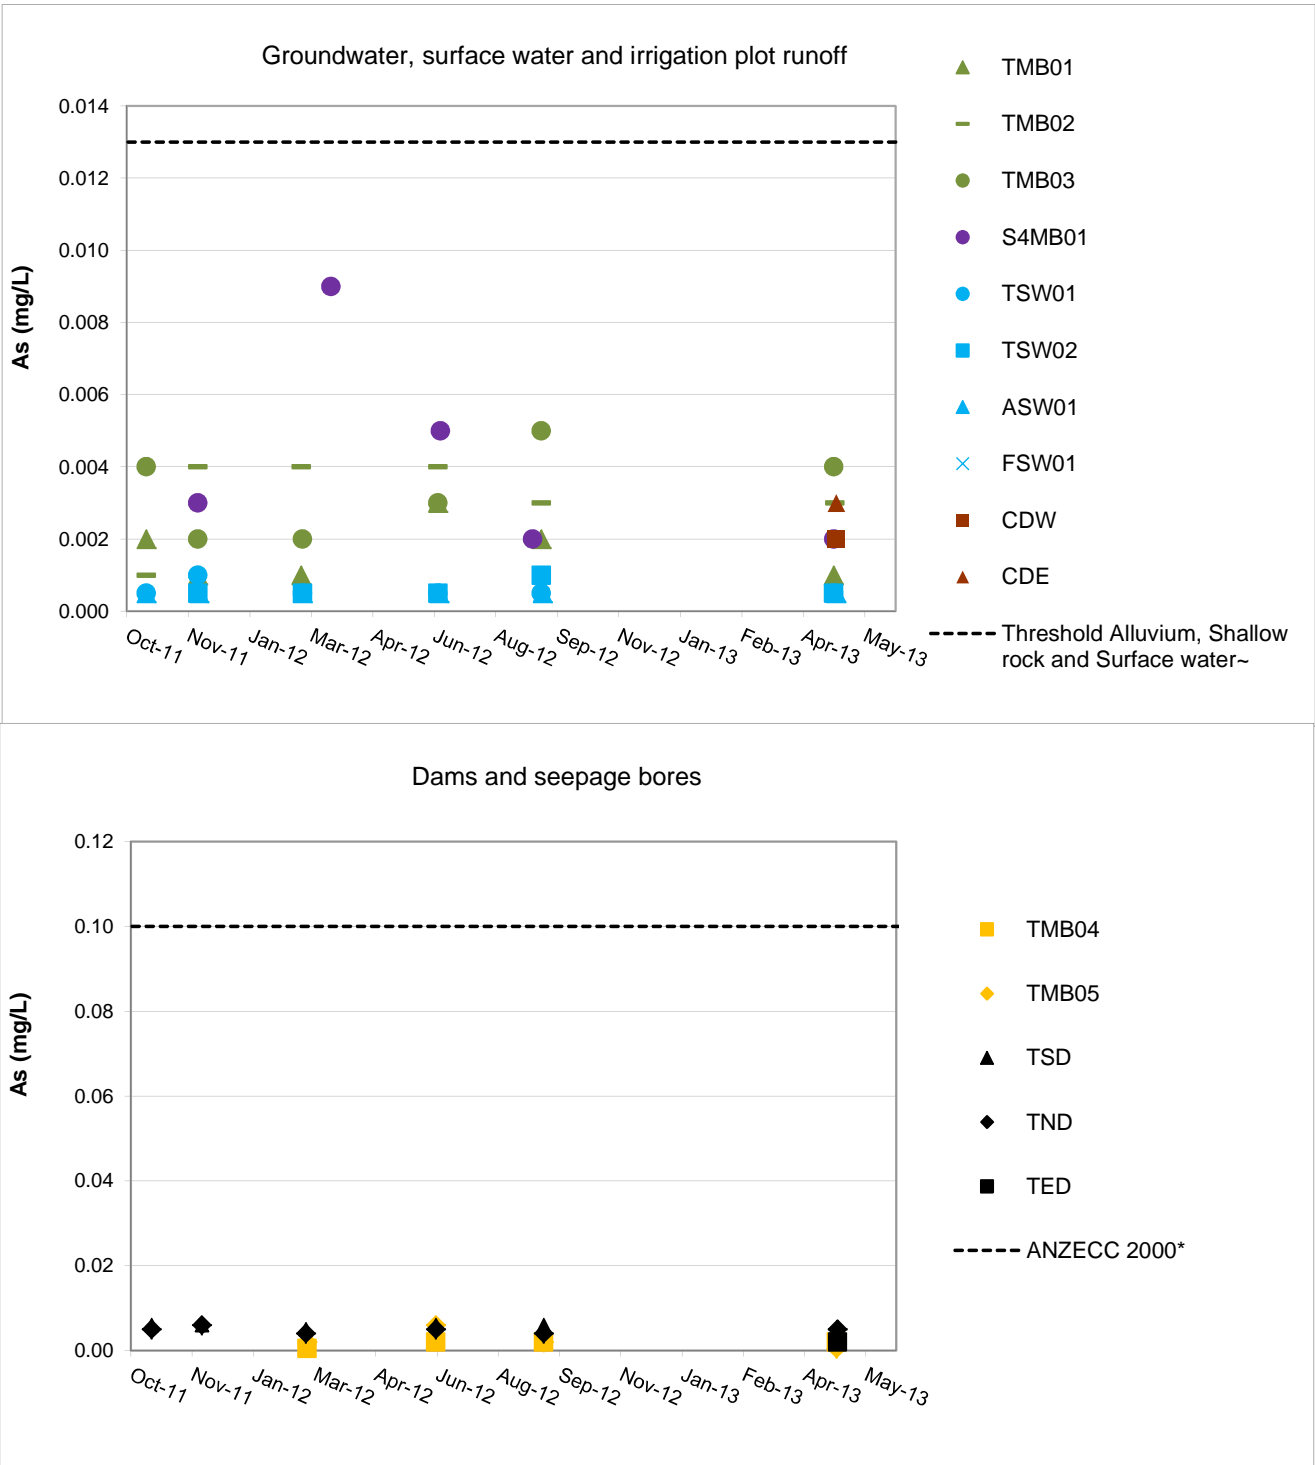 Groundwater, surface water and irrigation plot runoff
As (mg/L)
0.014
0.012
0.010
0.008
0.006
0.004
0.002
0.000
Oct-11 Nov-11 Jan-12 Mar-12 Apr-12 Jun-12 Aug-12 Sep-12 Nov-12 Jan-13 Feb-13 Apr-13 May-13
TMB01
TMB02
TMB03
S4MB01
TSW01
TSW02
ASW01
FSW01
CDW
CDE
Threshold Alluvium, Shallow
rock and Surface water~
Dams and seepage bores
As (mg/L)
0.12
0.10
0.08
0.06
0.04
0.02
0.00
Oct-11 Nov-11 Jan-12 Mar-12 Apr-12 Jun-12 Aug-12 Sep-12 Nov-12 Jan-13 Feb-13 Apr-13 May-13
TMB04
TMB05
TSD
TND
TED
ANZECC 2000*